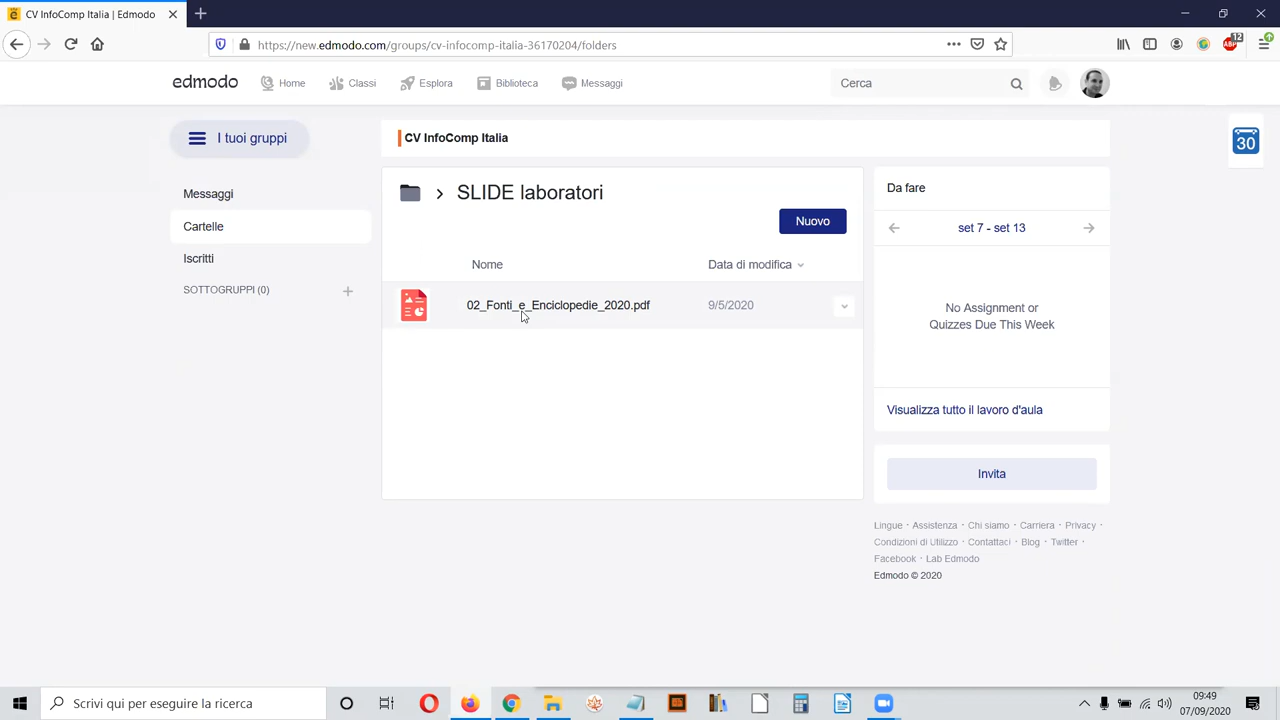 CV InfoComp Italia | Edmodo
https://new.edmodo.com/groups/cv-infocomp-italia-36170204/folders
12
edmodo
Home
Classi
Esplora
Biblioteca
Messaggi
Cerca
I tuoi gruppi
CV InfoComp Italia
30
Messaggi
Cartelle
Iscritti
SOTTOGRUPPI (0)
SLIDE laboratori
Nuovo
Nome
Data di modifica
02_Fonti_e_Enciclopedie_2020.pdf
9/5/2020
Da fare
set 7 - set 13
No Assignment or
Quizzes Due This Week
Visualizza tutto il lavoro d'aula
Invita
Lingue · Assistenza · Chi siamo · Carriera · Privacy ·
Condizioni di Utilizzo · Contattaci · Blog · Twitter ·
Facebook · Lab Edmodo
Edmodo © 2020
Scrivi qui per eseguire la ricerca
09:49
07/09/2020